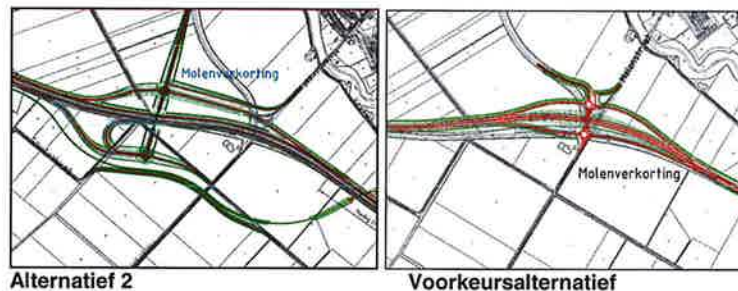 Molenverkorting
Molenverkorting
Alternatief 2
Voorkeursalternatief